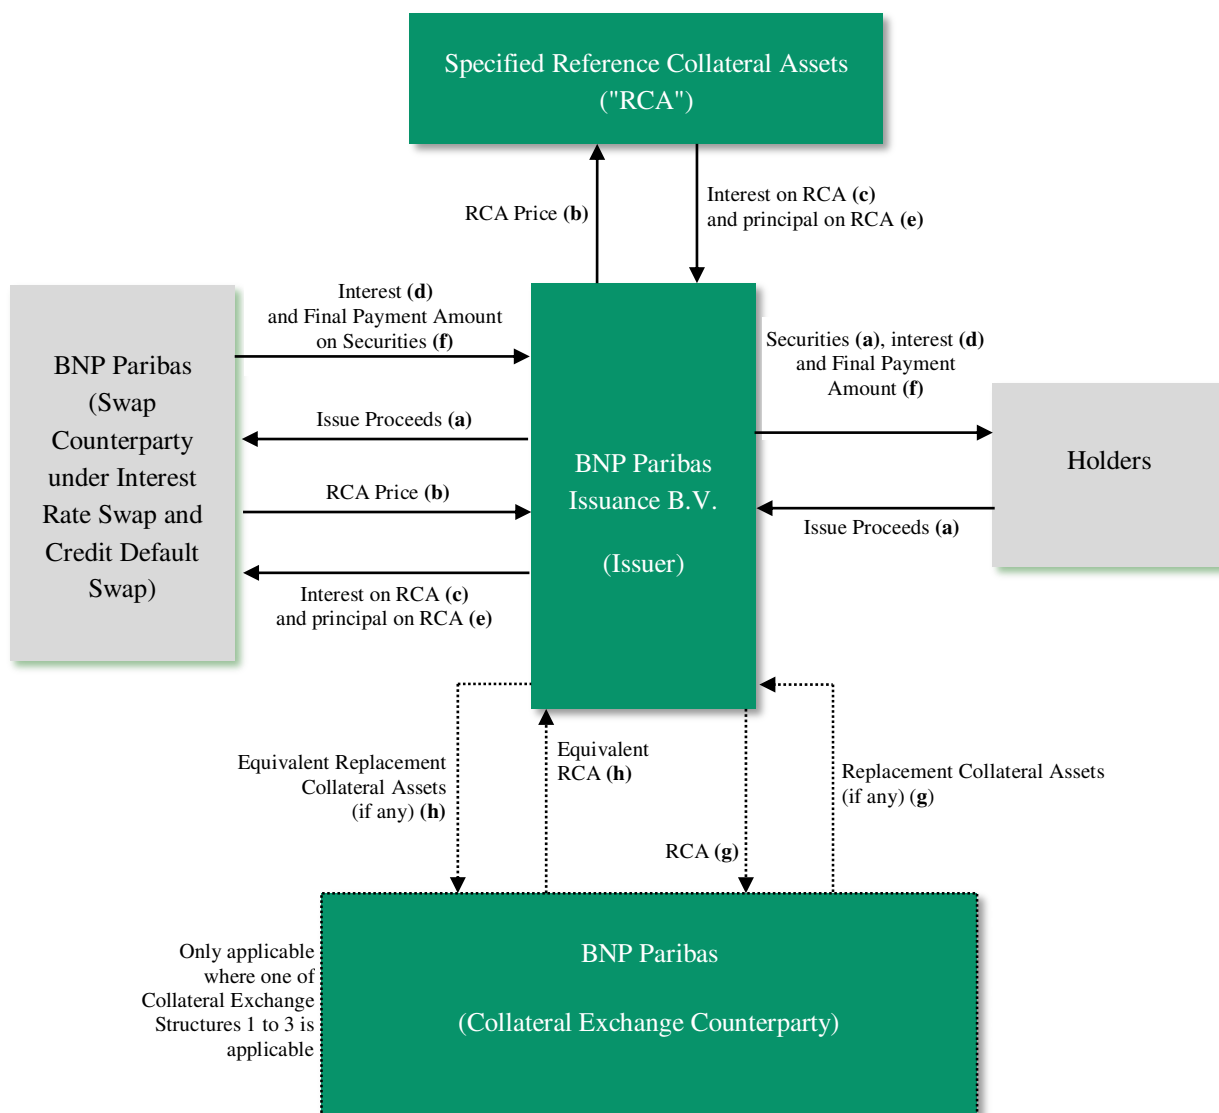 Specified Reference Collateral Assets
("RCA")
RCA Price (b)
Interest on RCA (c)
and principal on RCA (e)
Interest (d)
and Final Payment Amount
on Securities (f)
Securities (a), interest (d)
and Final Payment
Amount (f)
BNP Paribas
(Swap
Counterparty
under Interest
Rate Swap and
Credit Default
Swap)
Issue Proceeds (a)
RCA Price (b)
Interest on RCA (c)
and principal on RCA (e)
BNP Paribas
Issuance B.V.
(Issuer)
Holders
Issue Proceeds (a)
Equivalent Replacement
Collateral Assets
(if any) (h)
Equivalent
RCA (h)
RCA (g)
Replacement Collateral Assets
(if any) (g)
Only applicable
where one of
Collateral Exchange
Structures 1 to 3 is
applicable
BNP Paribas
(Collateral Exchange Counterparty)